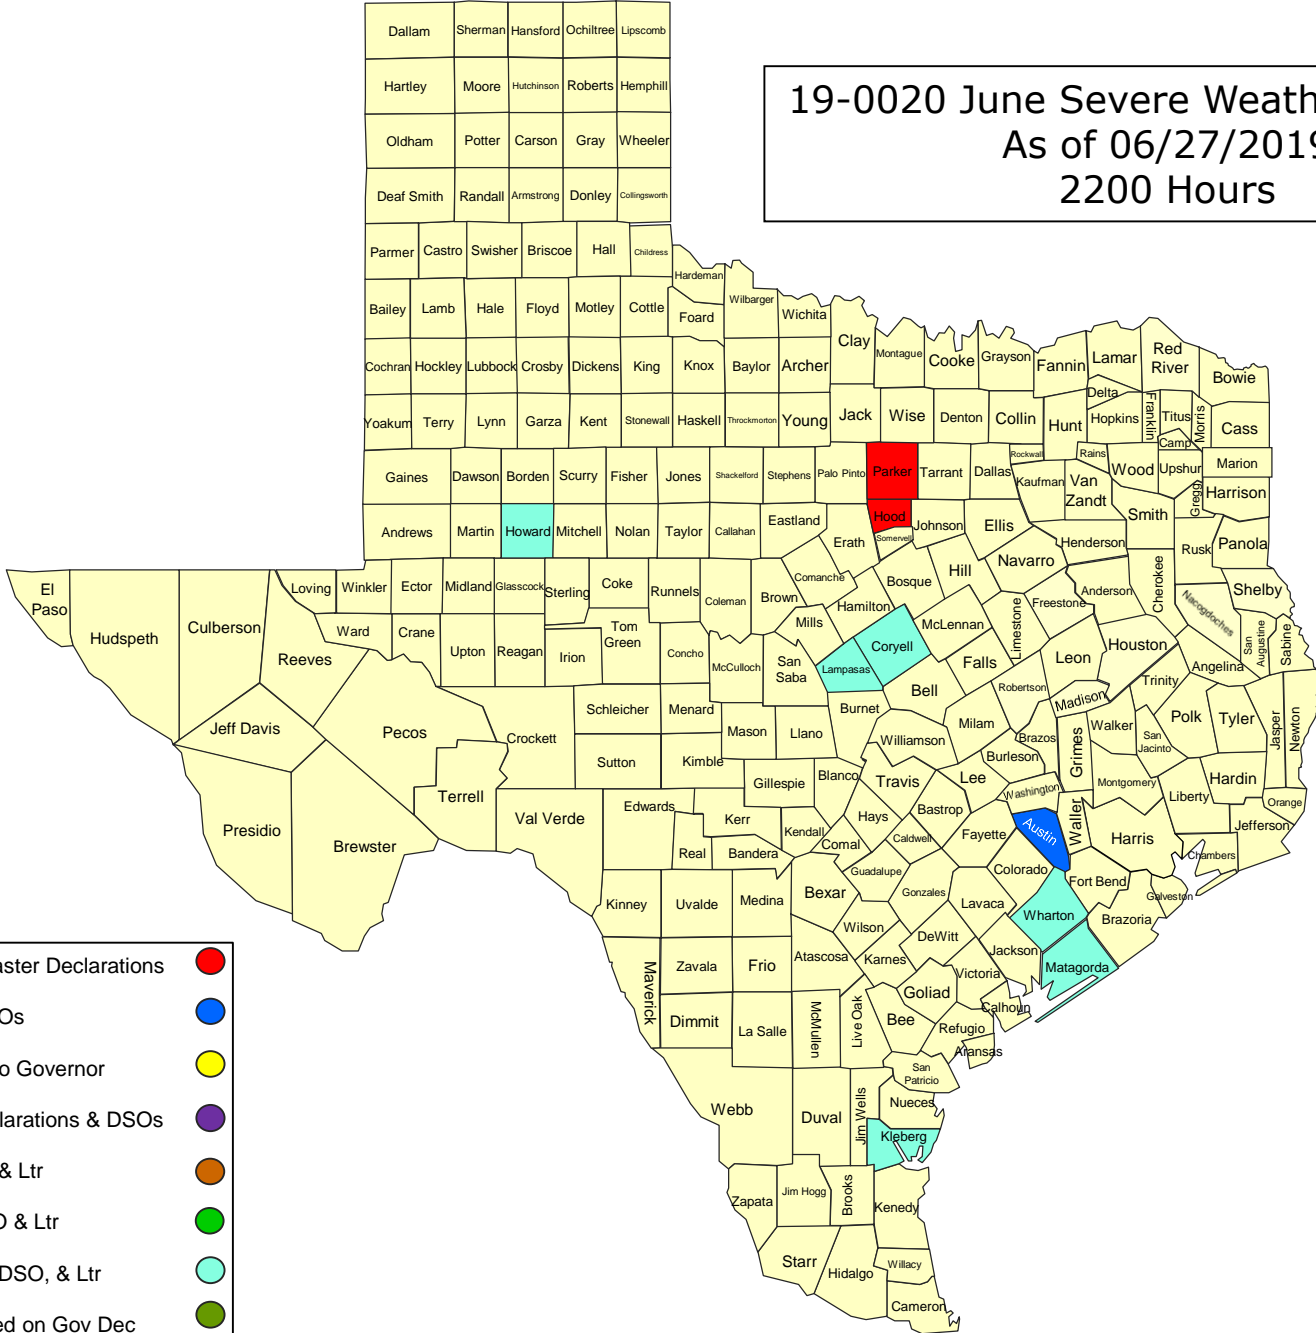 Dallam Sherman Hansford Ochiltree Lipscomb
Hartley Moore Hutchinson Roberts Hemphill
19-0020 June Severe Weath
As of 06/27/2019
2200 Hours
Oldham Potter Carson Gray Wheeler
Deaf Smith Randall Armstrong Donley Collingsworth
Parmer Castro Swisher Briscoe Hall Childress
Hardeman
Bailey Lamb Hale Floyd Motley Cottle Foard Wilbarger Wichita
Clay Montague Cooke Grayson Fannin Lamar Red River Bowie
Cochran Hockley Lubbock Crosby Dickens King Knox Baylor Archer
Delta
Yoakum Terry Lynn Garza Kent Stonewall Haskell Throckmorton Young Jack Wise Denton Collin Hunt Hopkins Franklin Titus Morris Cass
Camp
Gaines Dawson Borden Scurry Fisher Jones Shackelford Stephens Palo Pinto Parker Tarrant Dallas Rockwall Kaufman Rains Van Zandt Wood Upshur Gregg Marion
Harrison
Andrews Martin Howard Mitchell Nolan Taylor Callahan Eastland Erath Hood Somervell Johnson Ellis Henderson Smith Rusk Panola
El Paso Hudspeth Culberson Loving Winkler Ector Midland Glasscock Sterling Coke Runnels Coleman Brown Comanche Hamilton Bosque Hill Navarro Freestone Anderson Cherokee Nacogdoches Shelby
Reeves Ward Crane Upton Reagan Irion Tom Green Concho McCulloch San Saba Mills Lampasas Coryell McLennan Limestone Falls Leon Houston Angelina San Augustine Sabine
Jeff Davis Pecos Crockett Schleicher Menard Mason Llano Burnet Bell Milam Robertson Madison Trinity Polk Tyler Jasper Newton
Sutton Kimble Gillespie Blanco Williamson Travis Lee Burleson Brazos Grimes Walker San Jacinto
Terrell Val Verde Edwards Kerr Kendall Hays Bastrop Washington Montgomery Liberty Hardin Orange
Presidio Brewster Real Bandera Comal Caldwell Fayette Austin Waller Harris Chambers Jefferson
Kinney Uvalde Medina Bexar Guadalupe Gonzales Lavaca Colorado Fort Bend Galveston
Wilson Wharton Brazoria
Maverick Zavala Frio Atascosa Karnes DeWitt Jackson Matagorda
Victoria
Dimmit La Salle McMullen Live Oak Bee Goliad Calhoun
Refugio
Aransas
San Patricio
Webb Duval Jim Wells Nueces
Kleberg
Zapata Jim Hogg Brooks Kenedy
Starr Hidalgo Willacy
Cameron
aster Declarations
Os
o Governor
larations & DSOs
& Ltr
O & Ltr
DSO, & Ltr
ed on Gov Dec